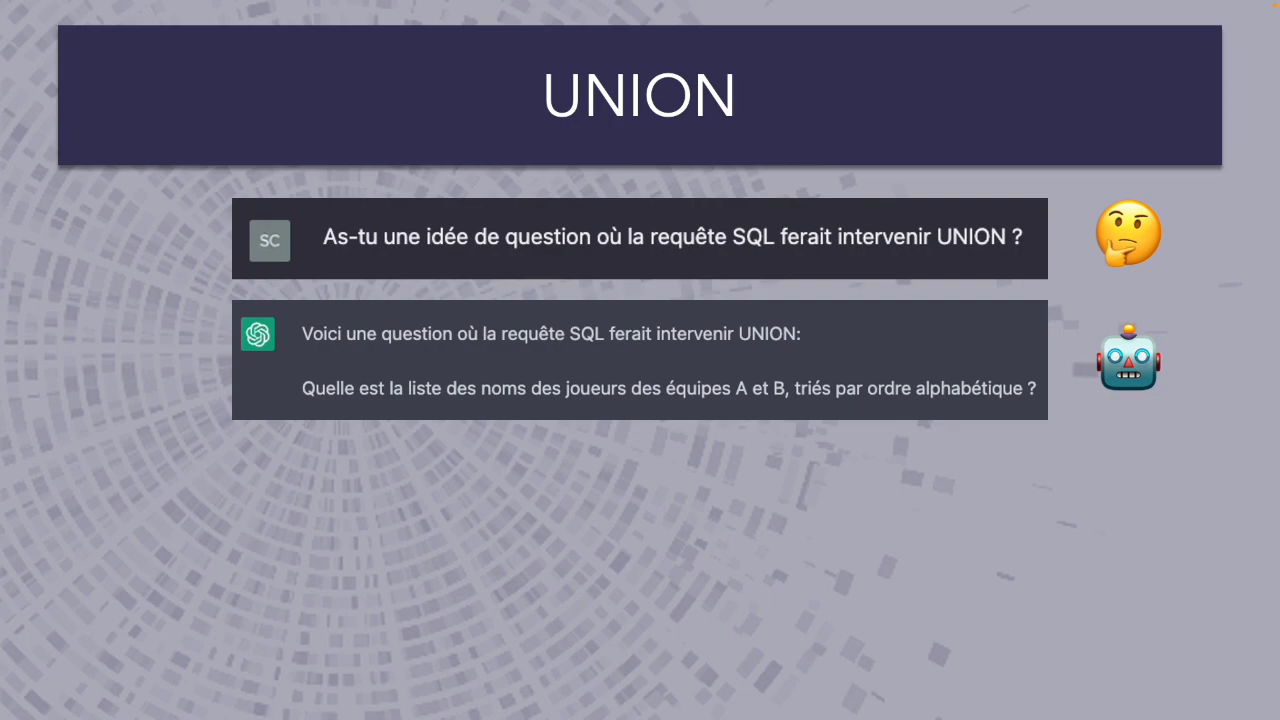 UNION
SC
As-tu une idée de question où la requête SQL ferait intervenir UNION ?
Voici une question où la requête SQL ferait intervenir UNION:
Quelle est la liste des noms des joueurs des équipes A et B, triés par ordre alphabétique ?